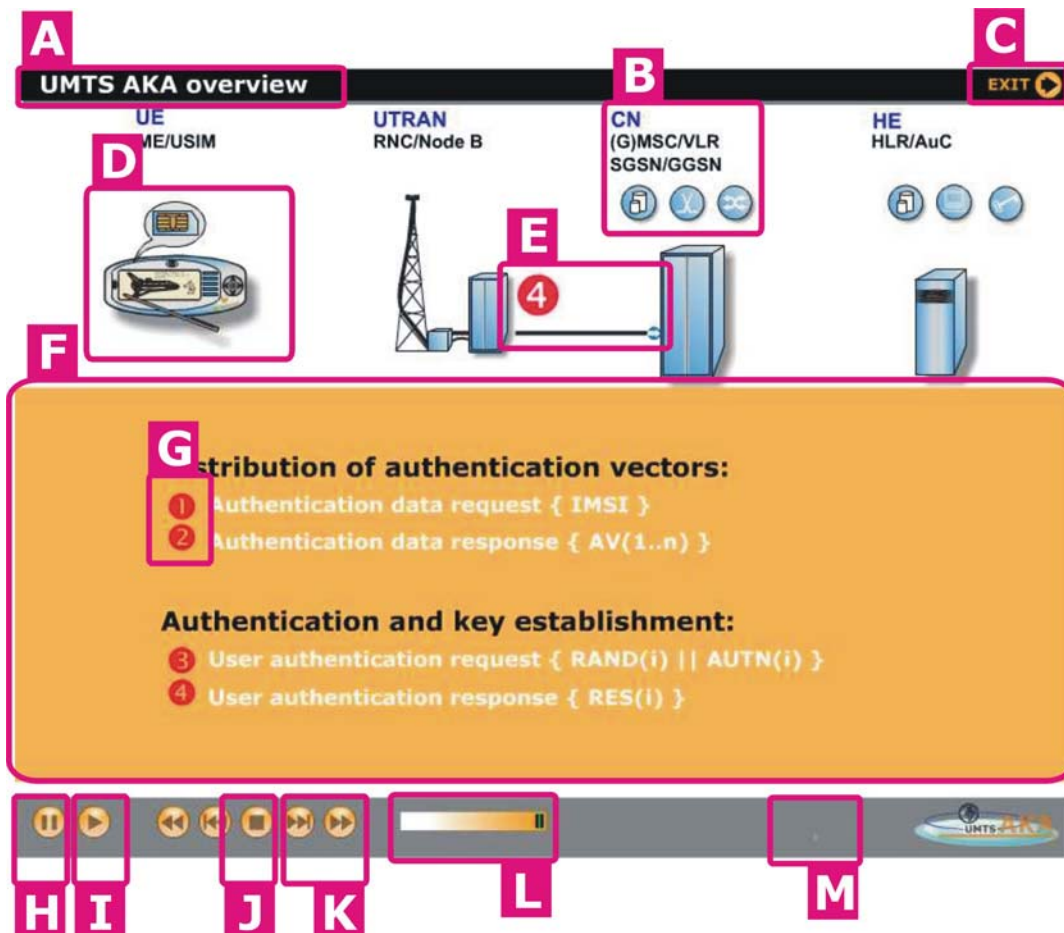 A
B
C
UMTS AKA overview
EXIT
UE
ME/USIM
UTRAN
RNC/Node B
CN
(G)MSC/VLR
SGSN/GGSN
HE
HLR/AuC
D
E
4
F
G
stribution of authentication vectors:
1 Authentication data request { IMSI }
2 Authentication data response { AV(1..n) }
Authentication and key establishment:
3 User authentication request { RAND(i) || AUTN(i) }
4 User authentication response { RES(i) }
UMTS-AKA
H
I
J
K
L
M